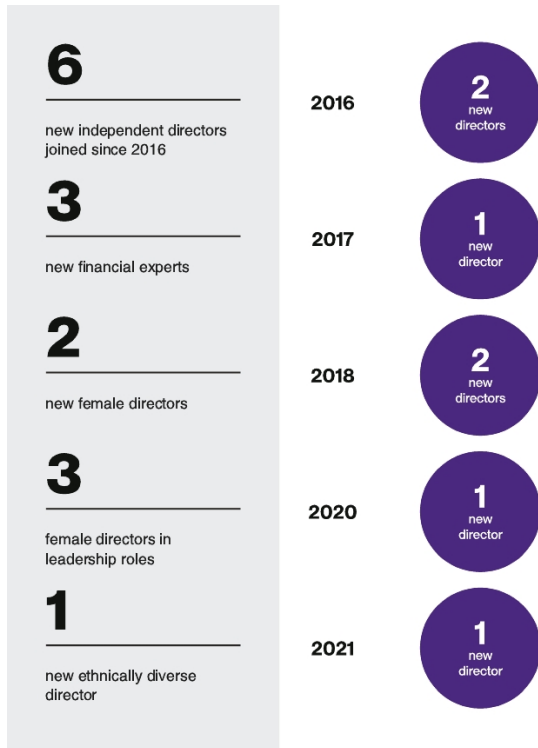 6
new independent directors
joined since 2016
3
new financial experts
2
new female directors
3
female directors in
leadership roles
1
new ethnically diverse
director
2016
2
new
directors
2017
1
new
director
2018
2
new
directors
2020
1
new
director
2021
1
new
director